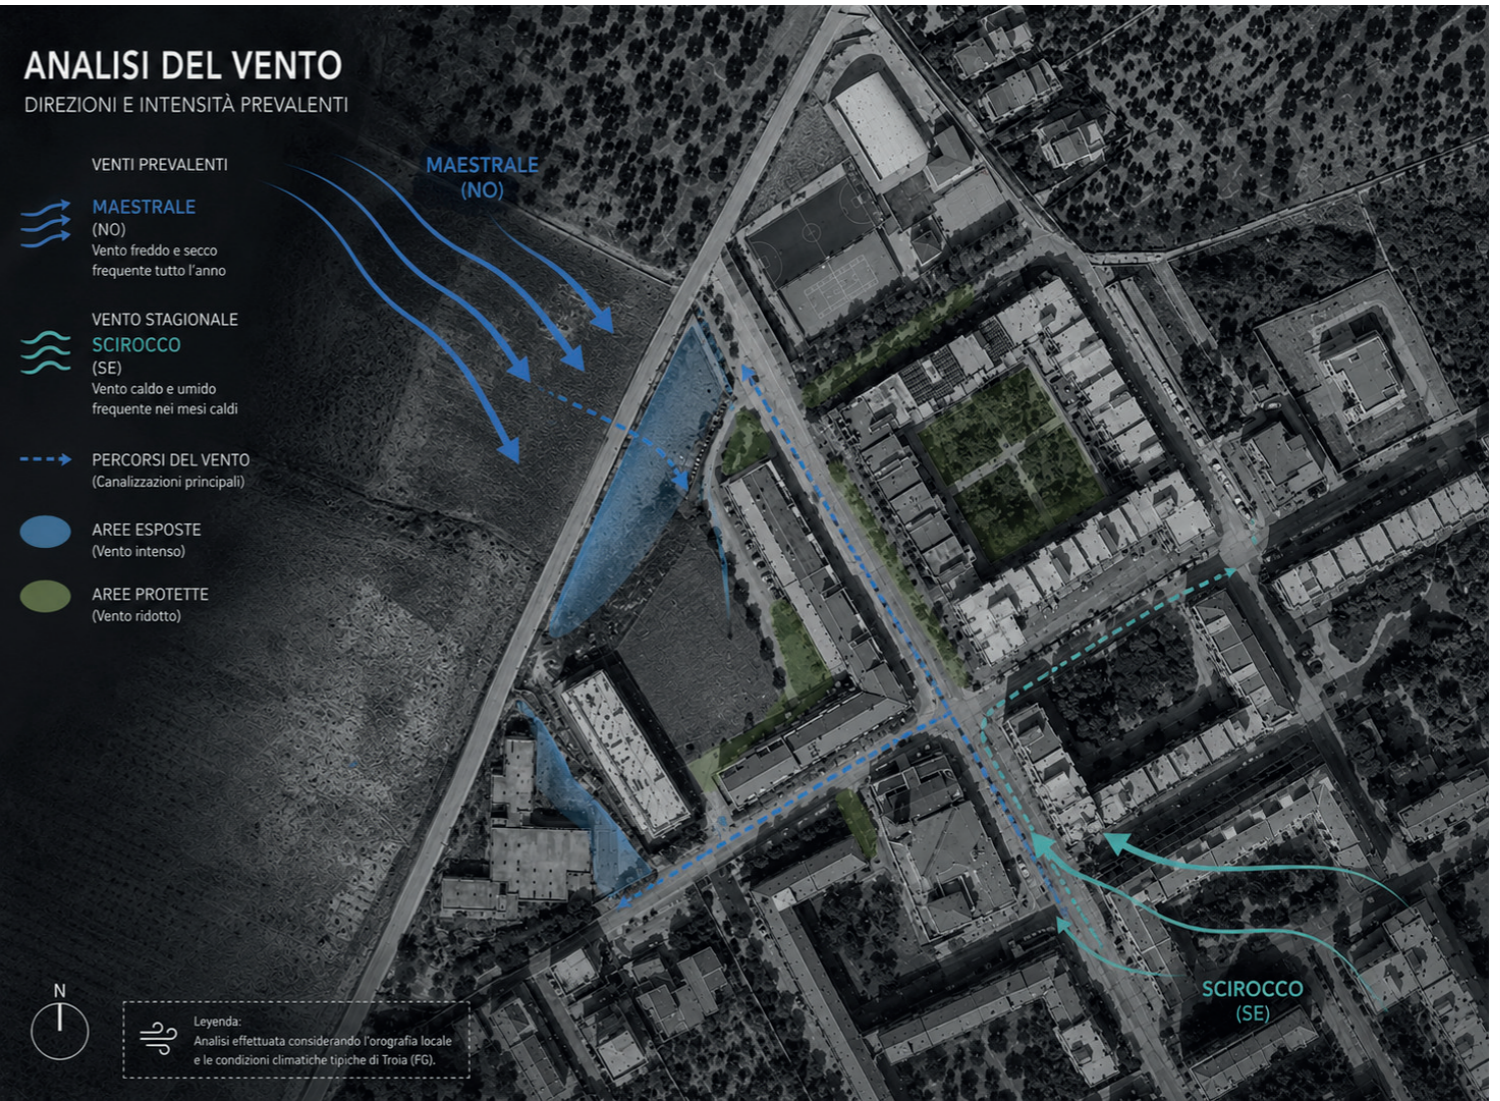 ANALISI DEL VENTO
DIREZIONI E INTENSITÀ PREVALENTI
VENTI PREVALENTI
MAESTRALE
(NO)
Vento freddo e secco
frequente tutto l'anno
VENTO STAGIONALE
SCIROCCO
(SE)
Vento caldo e umido
frequente nei mesi caldi
PERCORSI DEL VENTO
(Canalizzazioni principali)
AREE ESPOSTE
(Vento intenso)
AREE PROTETTE
(Vento ridotto)
MAESTRALE
(NO)
SCIROCCO
(SE)
N
Leyenda:
Analisi effettuata considerando l'orografia locale
e le condizioni climatiche tipiche di Troia (FG).